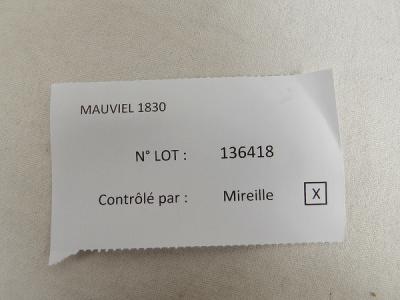 MAUVIEL 1830
N° LOT : 136418
Contrôlé par : Mireille X